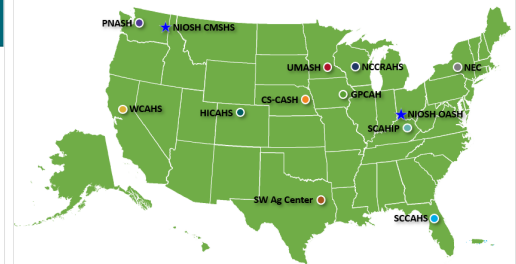 PNASH
NIOSH CMSHS
UMASH
NCCRAHS
NEC
CS-CASH
GPCAH
WCAHS
HICAHS
NIOSH OASH
SCAHIP
SW Ag Center
SCCAHS